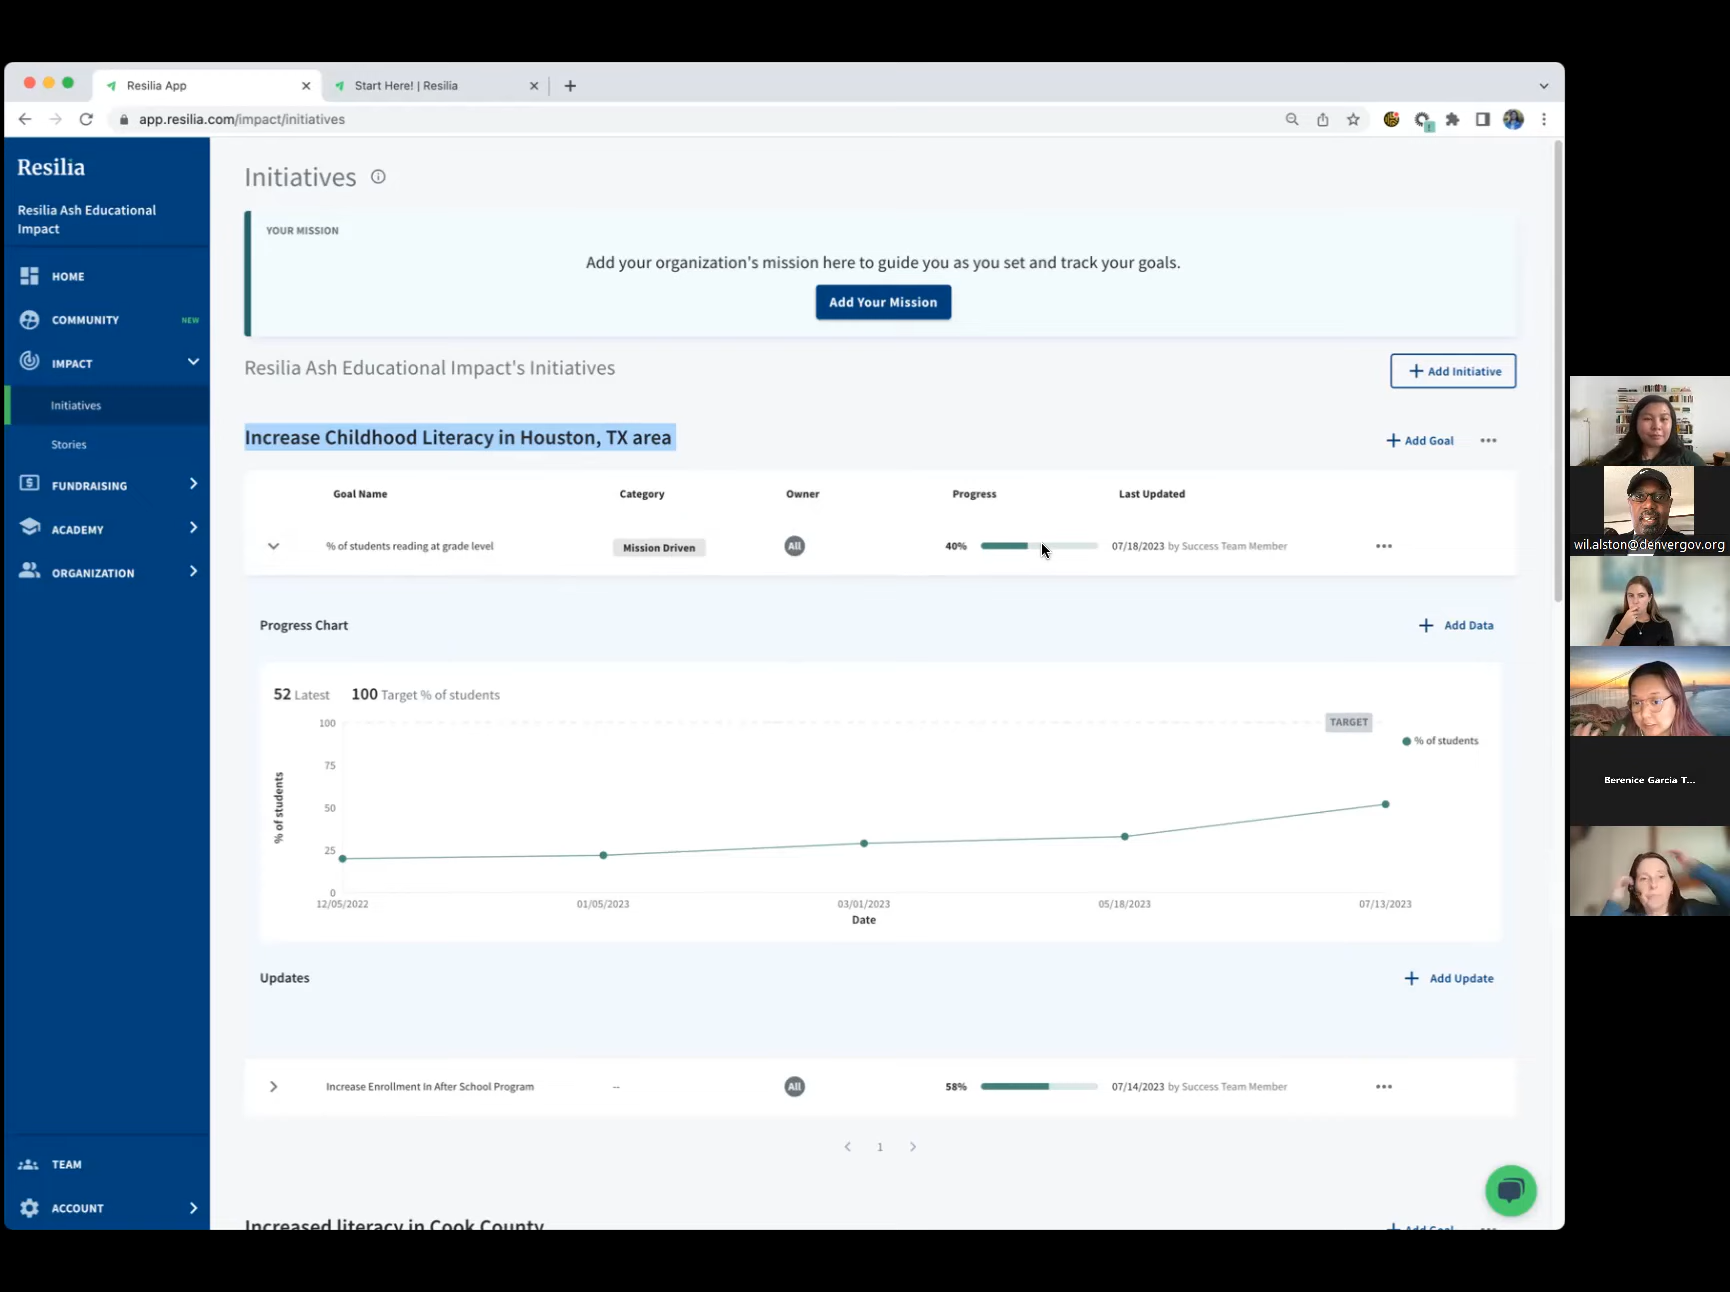 Resilia App
Start Here! | Resilia
app.resilia.com/impact/initiatives
Resilia
Resilia Ash Educational
Impact
HOME
COMMUNITY NEW
IMPACT
Initiatives
Stories
FUNDRAISING
ACADEMY
ORGANIZATION
TEAM
ACCOUNT
Initiatives
YOUR MISSION
Add your organization's mission here to guide you as you set and track your goals.
Add Your Mission
Resilia Ash Educational Impact's Initiatives
+ Add Initiative
Increase Childhood Literacy in Houston, TX area
+ Add Goal
Goal Name Category Owner Progress Last Updated
% of students reading at grade level Mission Driven All 40% 07/18/2023 by Success Team Member
Progress Chart
+ Add Data
52 Latest 100 Target % of students
100
TARGET
% of students
75
50
25
0
% of students
12/05/2022 01/05/2023 03/01/2023 05/18/2023 07/13/2023
Date
Updates
+ Add Update
Increase Enrollment In After School Program -- All 58% 07/14/2023 by Success Team Member
1
Increased literacy in Cook County
+ Add Goal
wil.alston@denvergov.org
Berenice Garcia T...